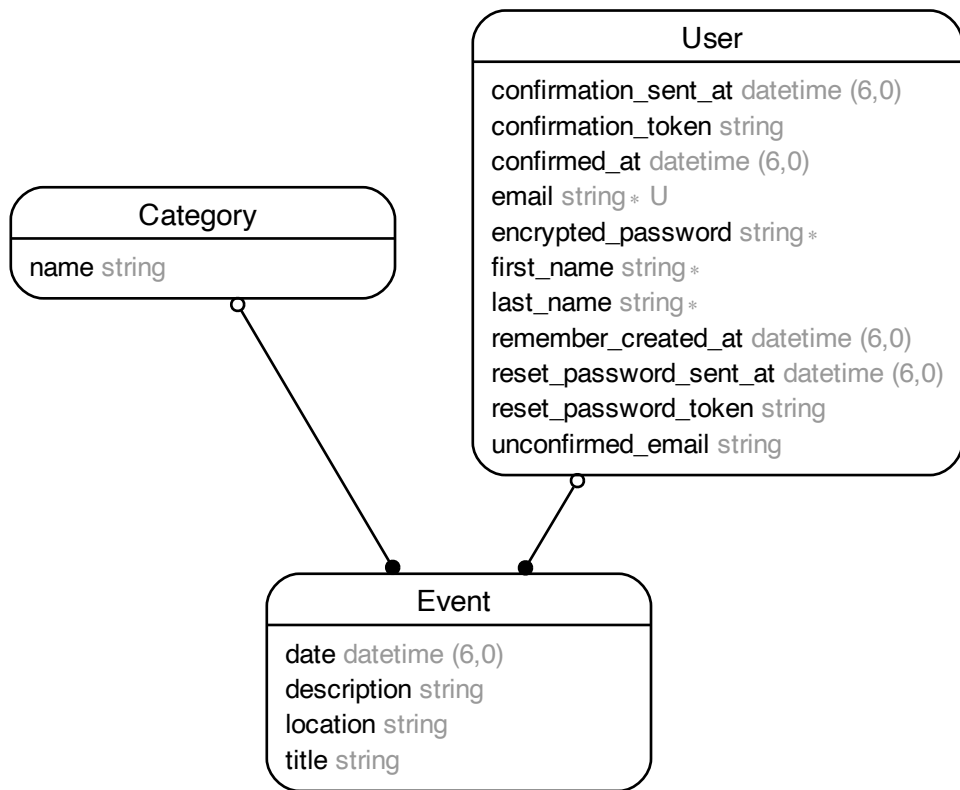 User
confirmation_sent_at datetime (6,0)
confirmation_token string
confirmed_at datetime (6,0)
email string* U
encrypted_password string*
first_name string*
last_name string*
remember_created_at datetime (6,0)
reset_password_sent_at datetime (6,0)
reset_password_token string
unconfirmed_email string
Category
name string
Event
date datetime (6,0)
description string
location string
title string